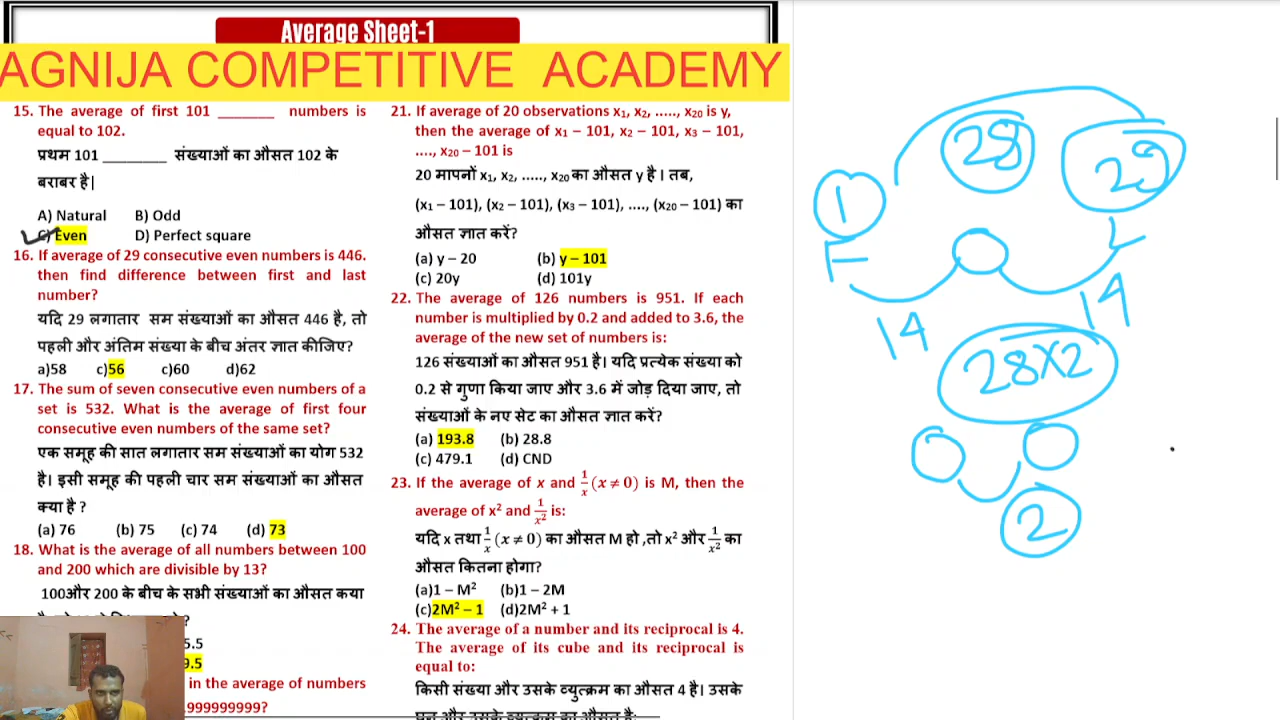 Average Sheet-1
AGNIJA COMPETITIVE ACADEMY
15. The average of first 101 _______ numbers is
equal to 102.
प्रथम 101 ________ संख्याओं का औसत 102 के
बराबर है|
A) Natural B) Odd
C) Even D) Perfect square
16. If average of 29 consecutive even numbers is 446.
then find difference between first and last
number?
यदि 29 लगातार सम संख्याओं का औसत 446 है, तो
पहली और अंतिम संख्या के बीच अंतर ज्ञात कीजिए?
a)58 c)56 c)60 d)62
17. The sum of seven consecutive even numbers of a
set is 532. What is the average of first four
consecutive even numbers of the same set?
एक समूह की सात लगातार सम संख्याओं का योग 532
है। इसी समूह की पहली चार सम संख्याओं का औसत
क्या है ?
(a) 76 (b) 75 (c) 74 (d) 73
18. What is the average of all numbers between 100
and 200 which are divisible by 13?
100और 200 के बीच के सभी संख्याओं का औसत कया
?
5.5
9.5
in the average of numbers
999999999?
21. If average of 20 observations x1, x2, ....., x20 is y,
then the average of x1 – 101, x2 – 101, x3 – 101,
...., x20 – 101 is
20 मापनों x1, x2, ....., x20 का औसत y है। तब,
(x1 – 101), (x2 – 101), (x3 – 101), ...., (x20 – 101) का
औसत ज्ञात करें?
(a) y – 20 (b) y – 101
(c) 20y (d) 101y
22. The average of 126 numbers is 951. If each
number is multiplied by 0.2 and added to 3.6, the
average of the new set of numbers is:
126 संख्याओं का औसत 951 है। यदि प्रत्येक संख्या को
0.2 से गुणा किया जाए और 3.6 में जोड़ दिया जाए, तो
संख्याओं के नए सेट का औसत ज्ञात करें?
(a) 193.8 (b) 28.8
(c) 479.1 (d) CND
23. If the average of x and 1/x (x ≠ 0) is M, then the
average of x² and 1/x² is:
यदि x तथा 1/x (x ≠ 0) का औसत M हो ,तो x² और 1/x² का
औसत कितना होगा?
(a)1 – M² (b)1 – 2M
(c)2M² – 1 (d)2M² + 1
24. The average of a number and its reciprocal is 4.
The average of its cube and its reciprocal is
equal to:
किसी संख्या और उसके व्युत्क्रम का औसत 4 है। उसके
घन और उसके व्युत्क्रम का औसत है:
28 29
1
F L
14 14
28×2
2